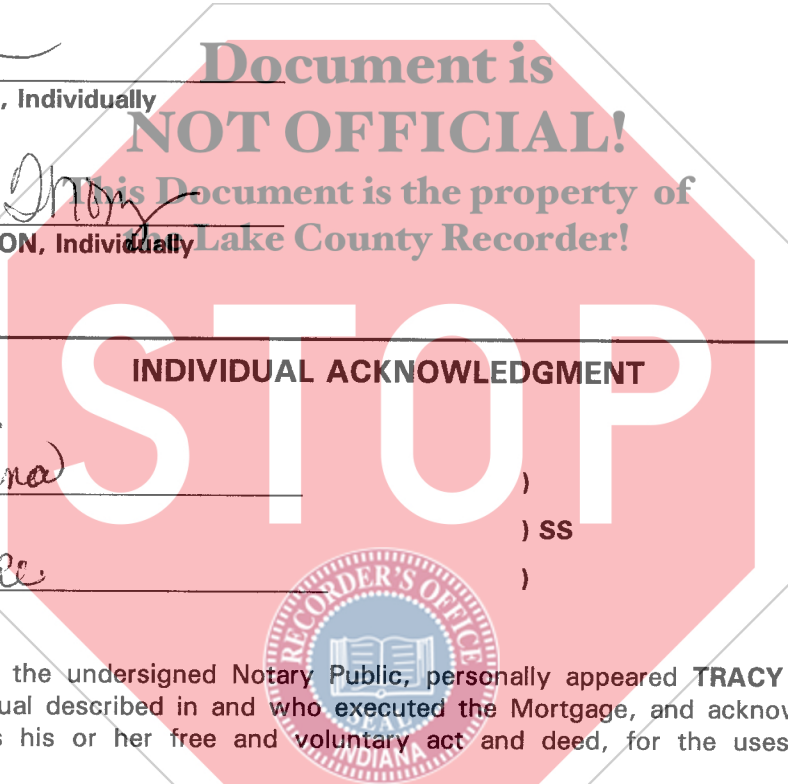 Document is
, Individually
NOT OFFICIAL!
This Document is the property of
the Lake County Recorder!
ON, Individually
STOP
INDIVIDUAL ACKNOWLEDGMENT
)
) SS
)
RECORDER'S OFFICE
SEAL
INDIANA
the undersigned Notary Public, personally appeared TRACY
ual described in and who executed the Mortgage, and acknov
s his or her free and voluntary act and deed, for the uses